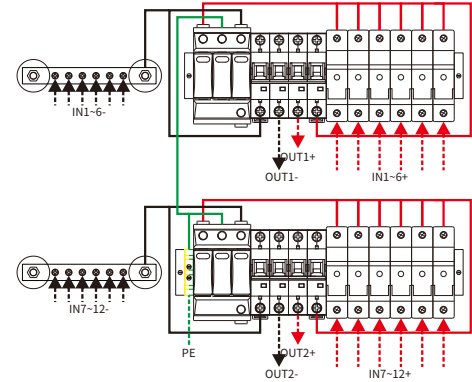 IN1~6-
OUT1+
OUT1-
IN1~6+
IN7~12-
PE
OUT2+
OUT2-
IN7~12+